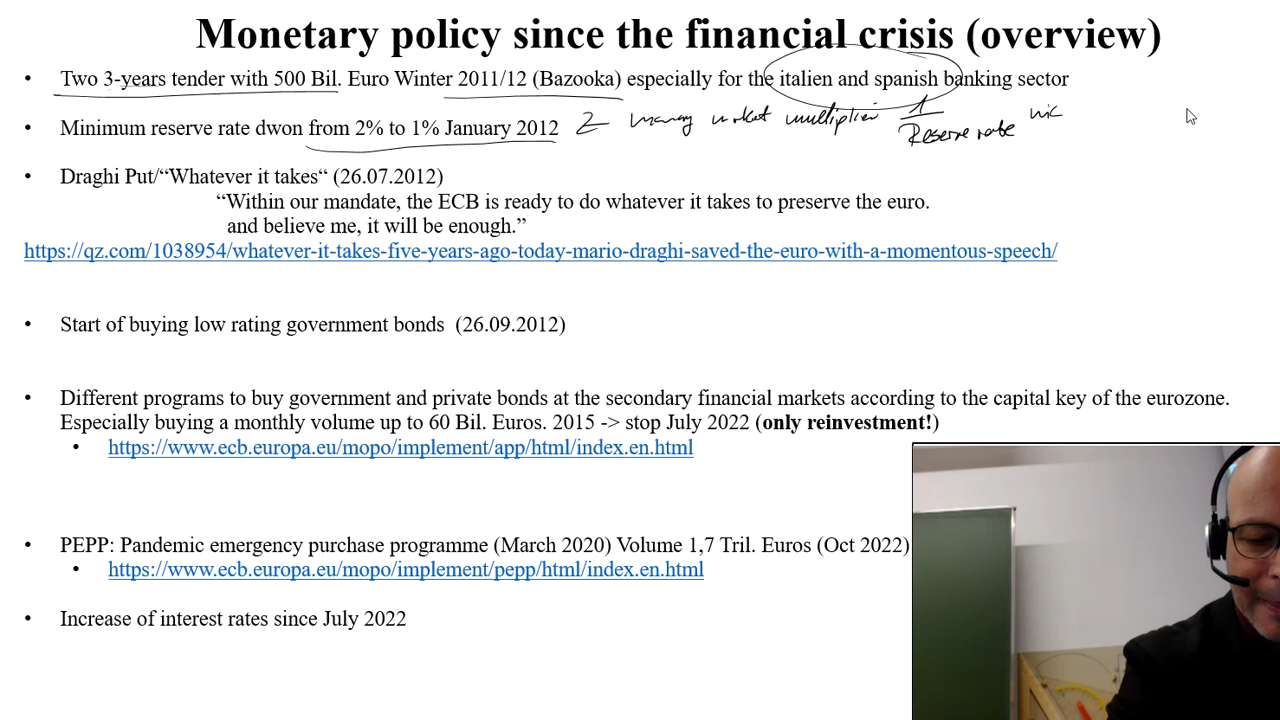 Monetary policy since the financial crisis (overview)
• Two 3-years tender with 500 Bil. Euro Winter 2011/12 (Bazooka) especially for the italien and spanish banking sector
• Minimum reserve rate dwon from 2% to 1% January 2012 money market multiplier 1
Reserve rate
• Draghi Put/“Whatever it takes“ (26.07.2012)
“Within our mandate, the ECB is ready to do whatever it takes to preserve the euro.
and believe me, it will be enough.”
https://qz.com/1038954/whatever-it-takes-five-years-ago-today-mario-draghi-saved-the-euro-with-a-momentous-speech/
• Start of buying low rating government bonds (26.09.2012)
• Different programs to buy government and private bonds at the secondary financial markets according to the capital key of the eurozone.
Especially buying a monthly volume up to 60 Bil. Euros. 2015 -> stop July 2022 (only reinvestment!)
• https://www.ecb.europa.eu/mopo/implement/app/html/index.en.html
• PEPP: Pandemic emergency purchase programme (March 2020) Volume 1,7 Tril. Euros (Oct 2022)
• https://www.ecb.europa.eu/mopo/implement/pepp/html/index.en.html
• Increase of interest rates since July 2022